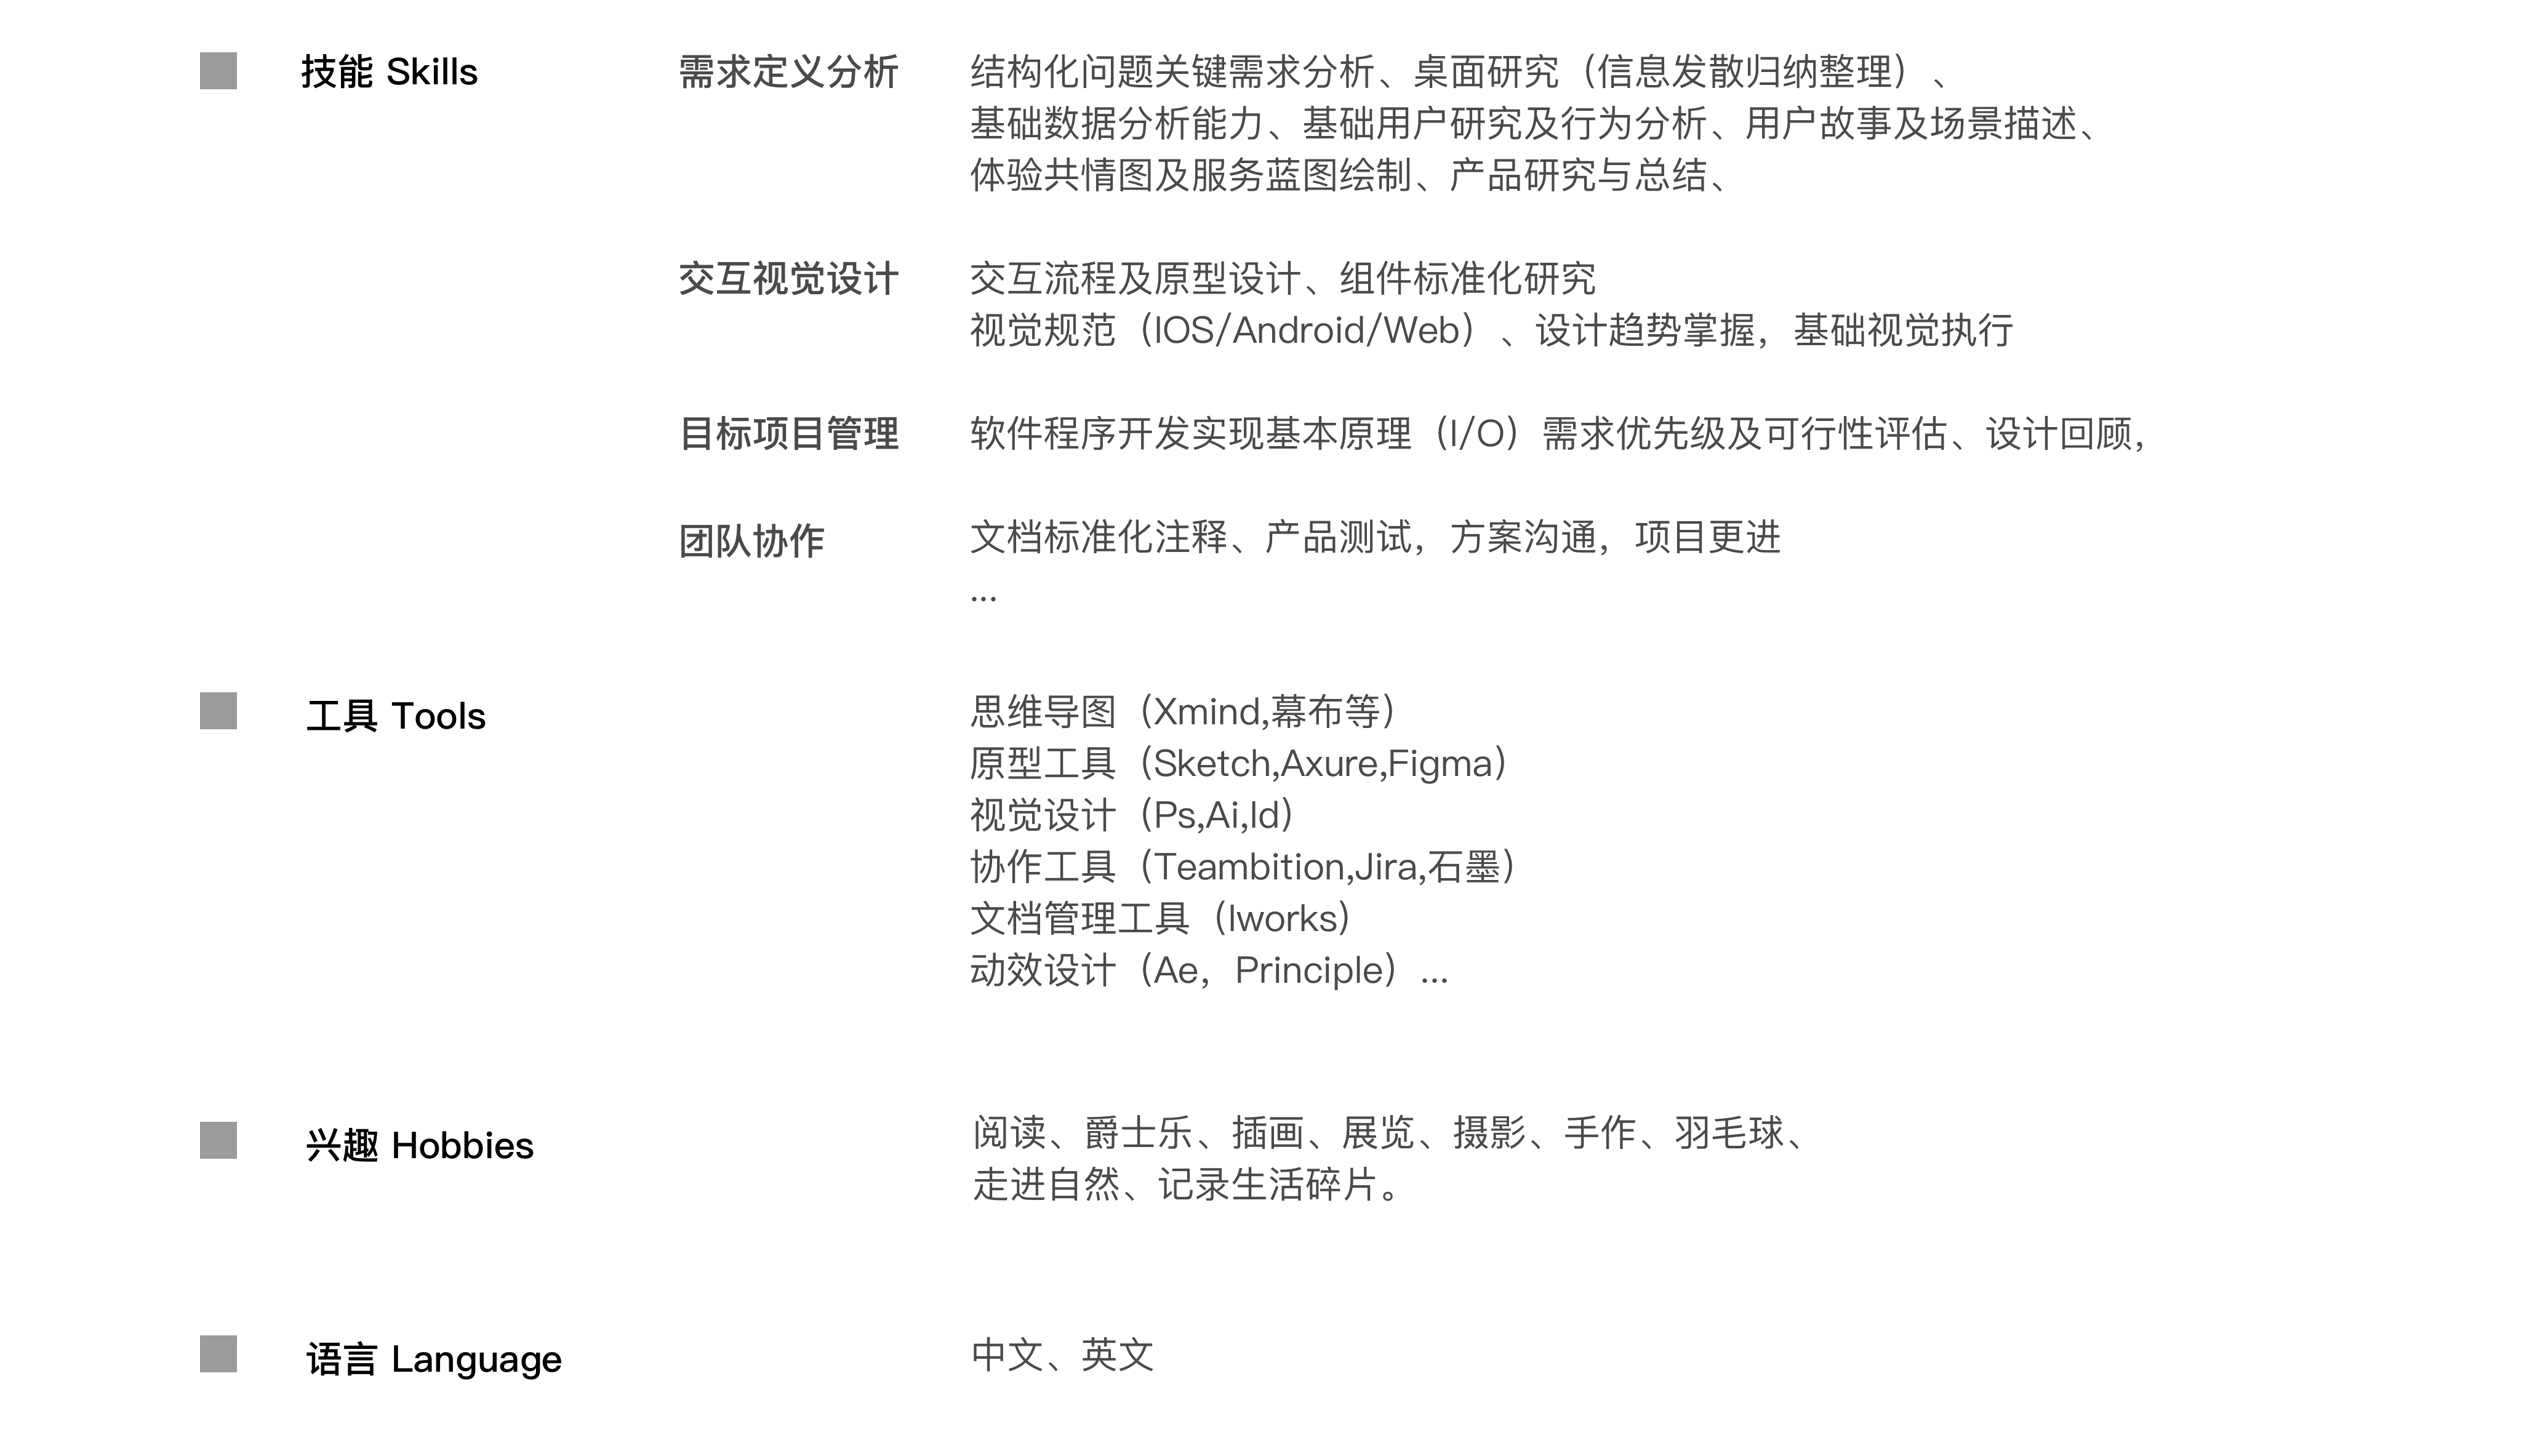 技能 Skills
需求定义分析
结构化问题关键需求分析、桌面研究（信息发散归纳整理）、
基础数据分析能力、基础用户研究及行为分析、用户故事及场景描述、
体验共情图及服务蓝图绘制、产品研究与总结、
交互视觉设计
交互流程及原型设计、组件标准化研究
视觉规范（IOS/Android/Web）、设计趋势掌握，基础视觉执行
目标项目管理
软件程序开发实现基本原理（I/O）需求优先级及可行性评估、设计回顾，
团队协作
文档标准化注释、产品测试，方案沟通，项目更进
...
工具 Tools
思维导图（Xmind,幕布等）
原型工具（Sketch,Axure,Figma）
视觉设计（Ps,Ai,Id）
协作工具（Teambition,Jira,石墨）
文档管理工具（Iworks）
动效设计（Ae，Principle）...
兴趣 Hobbies
阅读、爵士乐、插画、展览、摄影、手作、羽毛球、
走进自然、记录生活碎片。
语言 Language
中文、英文